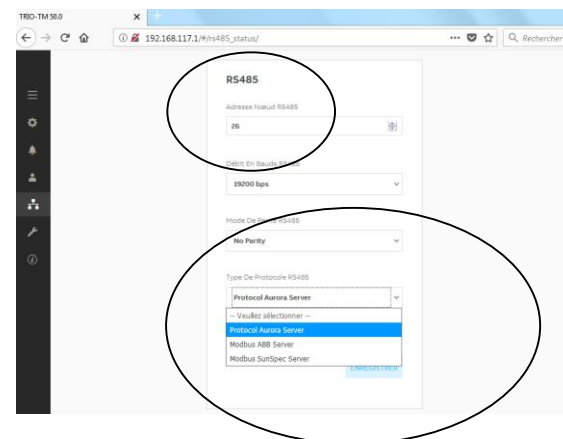 TRIO-TM 50.0
192.168.117.1/#/rs485_status/
Rechercher
RS485
Adresse Nœud RS485
26
Débit En Bauds RS485
19200 bps
Mode De Parité RS485
No Parity
Type De Protocole RS485
Protocol Aurora Server
-- Veuillez sélectionner --
Protocol Aurora Server
Modbus ABB Server
Modbus SunSpec Server
ENREGISTRER